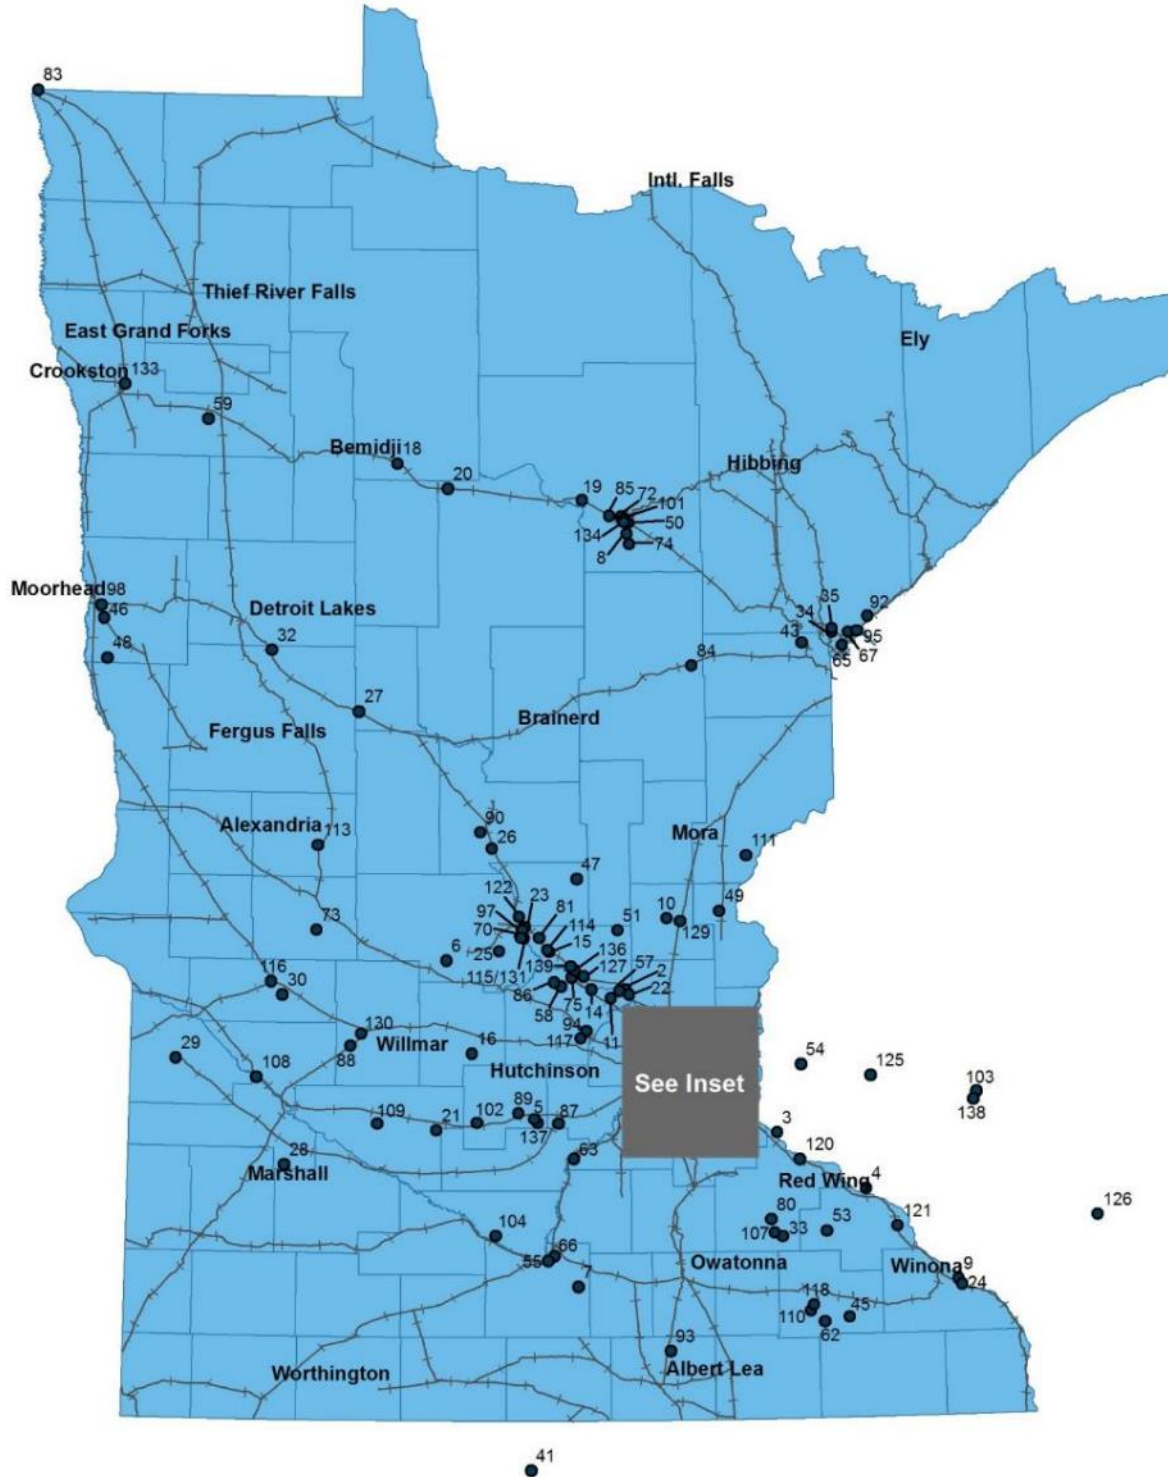 83
Intl. Falls
Thief River Falls
East Grand Forks
Ely
Crookston 133
59
Bemidji 18
Hibbing
20
19 85 72
101
134 50
8 74
Moorhead 98
46
Detroit Lakes
35 92
34
43 95
65 67
48
32
84
27
Brainerd
Fergus Falls
90
Alexandria 113
Mora
26
111
47
122 23
97 81
49
70 114
51 10
73
15
129
6 25 136
139 57
115/131 127 2
116
30
86 22
75
58 14
94
130
11
117
Willmar
16
29
88
54
125
Hutchinson
See Inset
108
103
138
89 5 87
109 21 102
137
3
63
120
28
Marshall
Red Wing 4
80
126
121
104
107 33 53
66
55
Owatonna
Winona 9
7
24
118
110 45
62
93
Albert Lea
Worthington
41